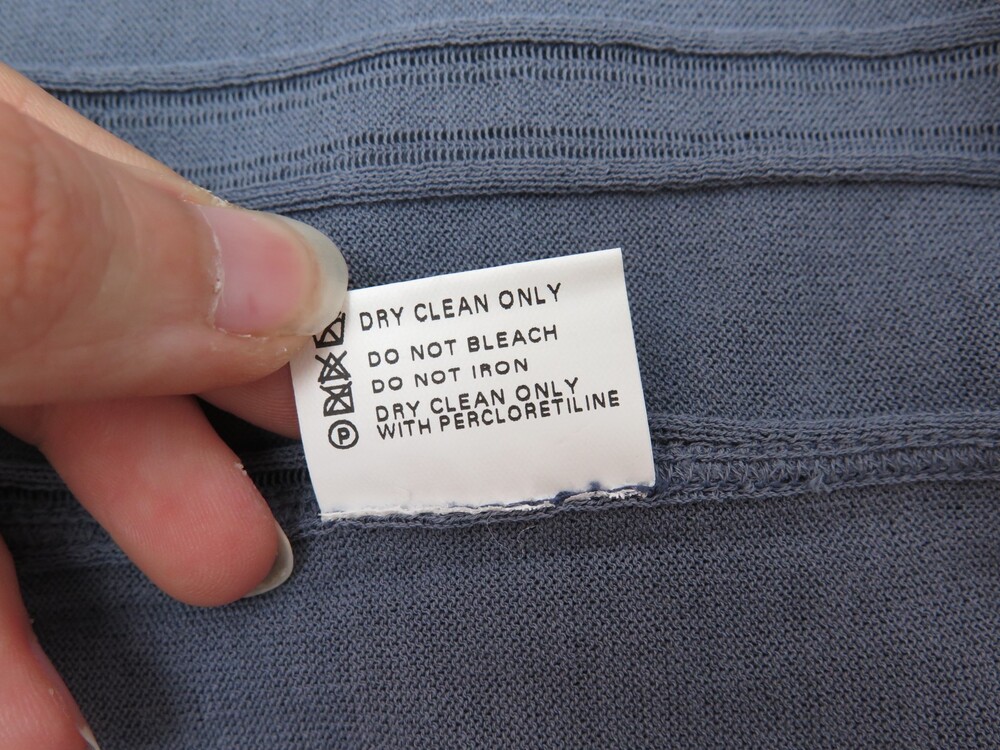 DRY CLEAN ONLY
DO NOT BLEACH
DO NOT IRON
DRY CLEAN ONLY
WITH PERCLORETILINE
P